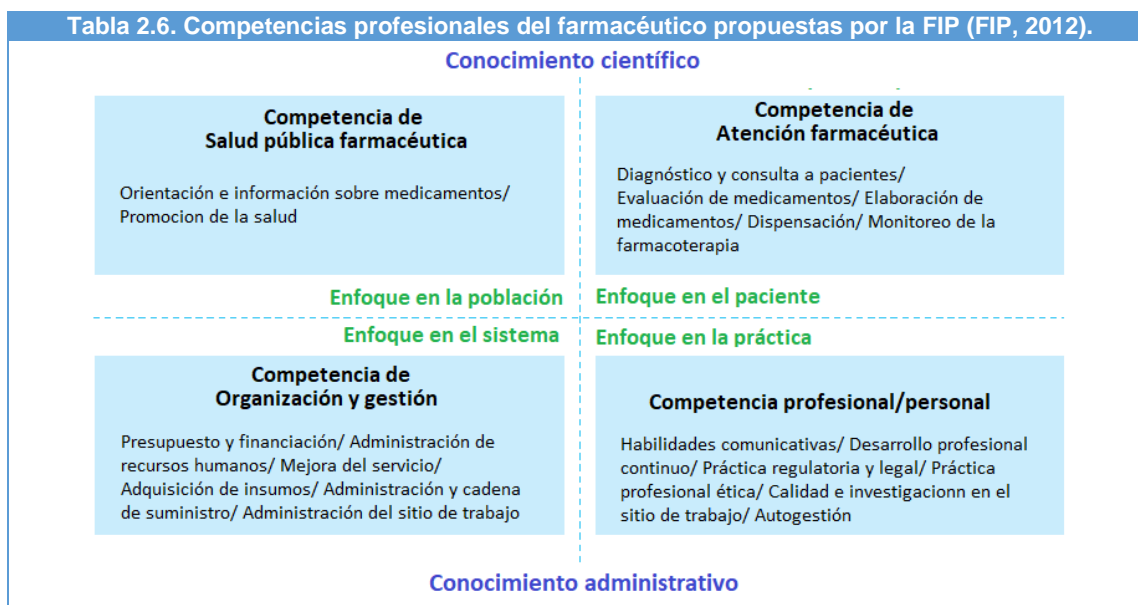 Tabla 2.6. Competencias profesionales del farmacéutico propuestas por la FIP (FIP, 2012).
Conocimiento científico
Competencia de
Salud pública farmacéutica
Orientación e información sobre medicamentos/
Promocion de la salud
Competencia de
Atención farmacéutica
Diagnóstico y consulta a pacientes/
Evaluación de medicamentos/ Elaboración de
medicamentos/ Dispensación/ Monitoreo de la
farmacoterapia
Enfoque en la población
Enfoque en el paciente
Enfoque en el sistema
Enfoque en la práctica
Competencia de
Organización y gestión
Presupuesto y financiación/ Administración de
recursos humanos/ Mejora del servicio/
Adquisición de insumos/ Administración y cadena
de suministro/ Administración del sitio de trabajo
Competencia profesional/personal
Habilidades comunicativas/ Desarrollo profesional
continuo/ Práctica regulatoria y legal/ Práctica
profesional ética/ Calidad e investigacionn en el
sitio de trabajo/ Autogestión
Conocimiento administrativo